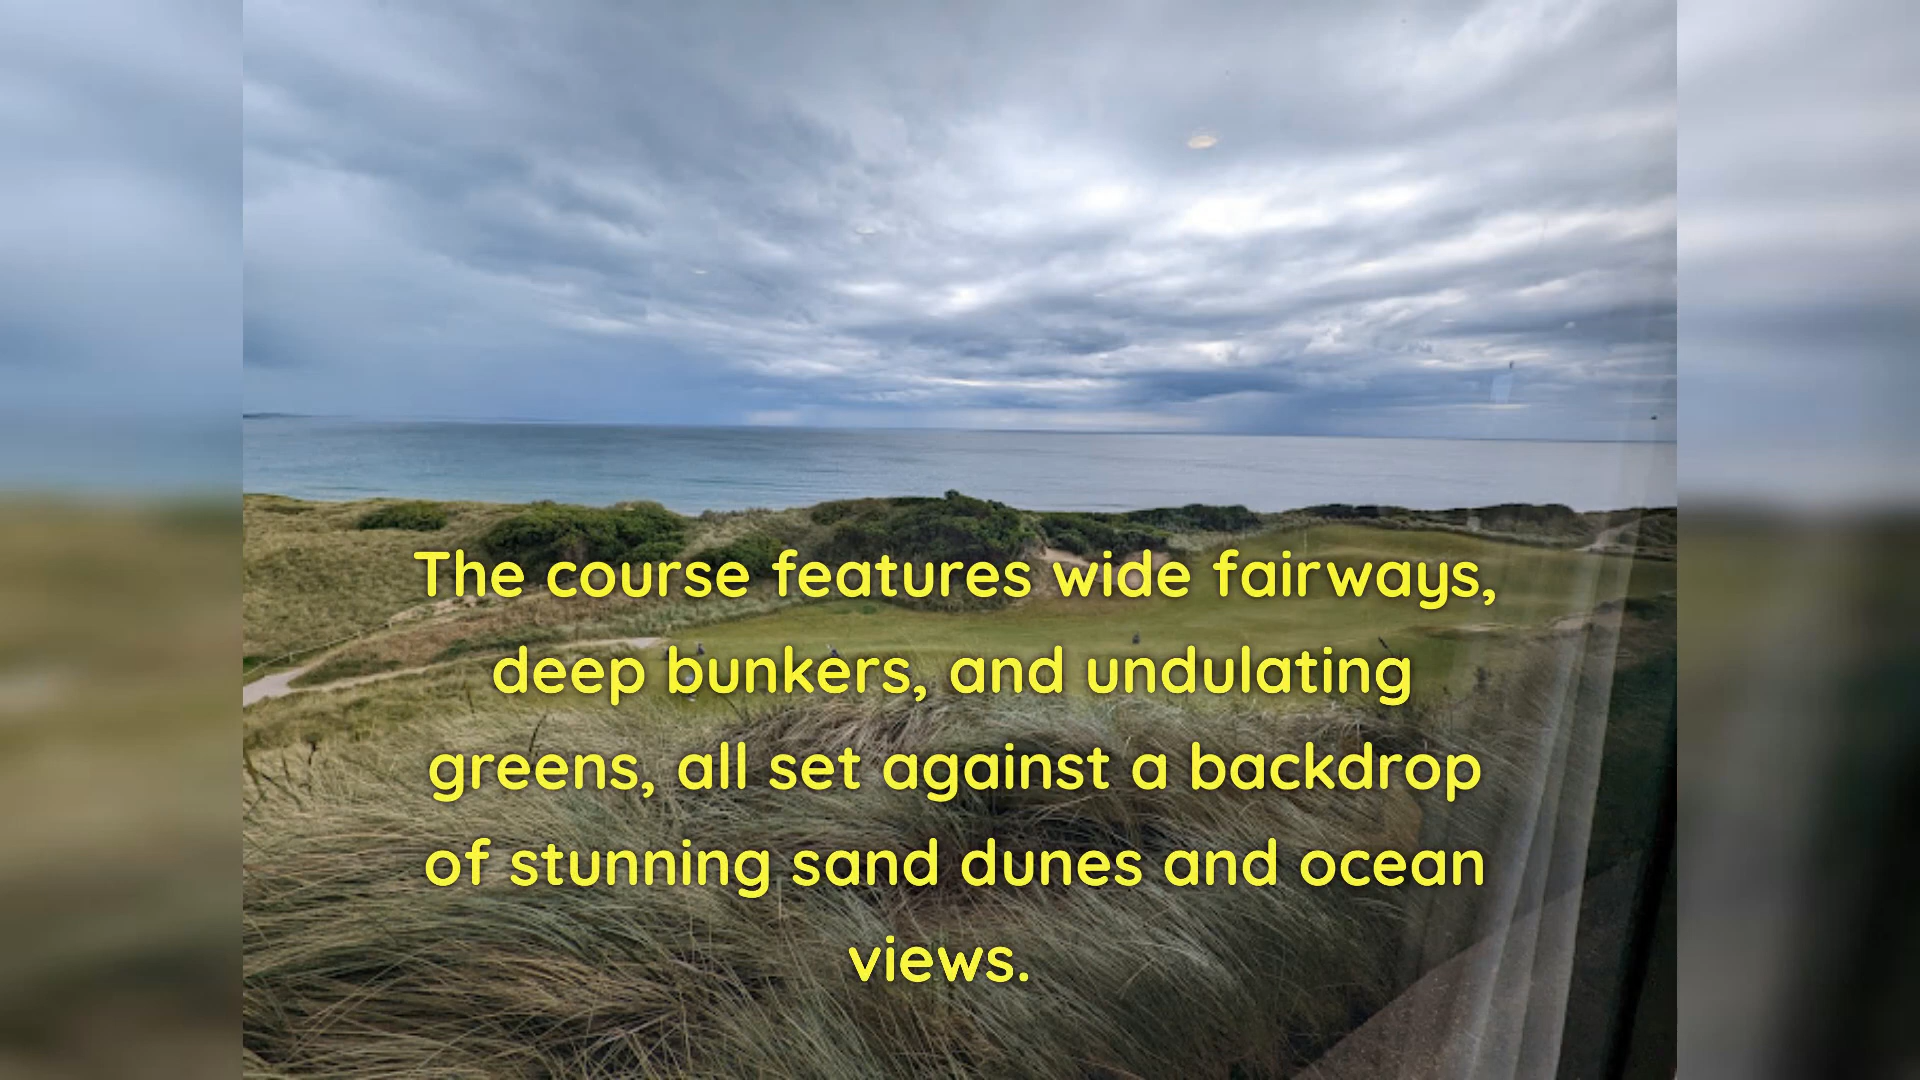 The course features wide fairways,
deep bunkers, and undulating
greens, all set against a backdrop
of stunning sand dunes and ocean
views.